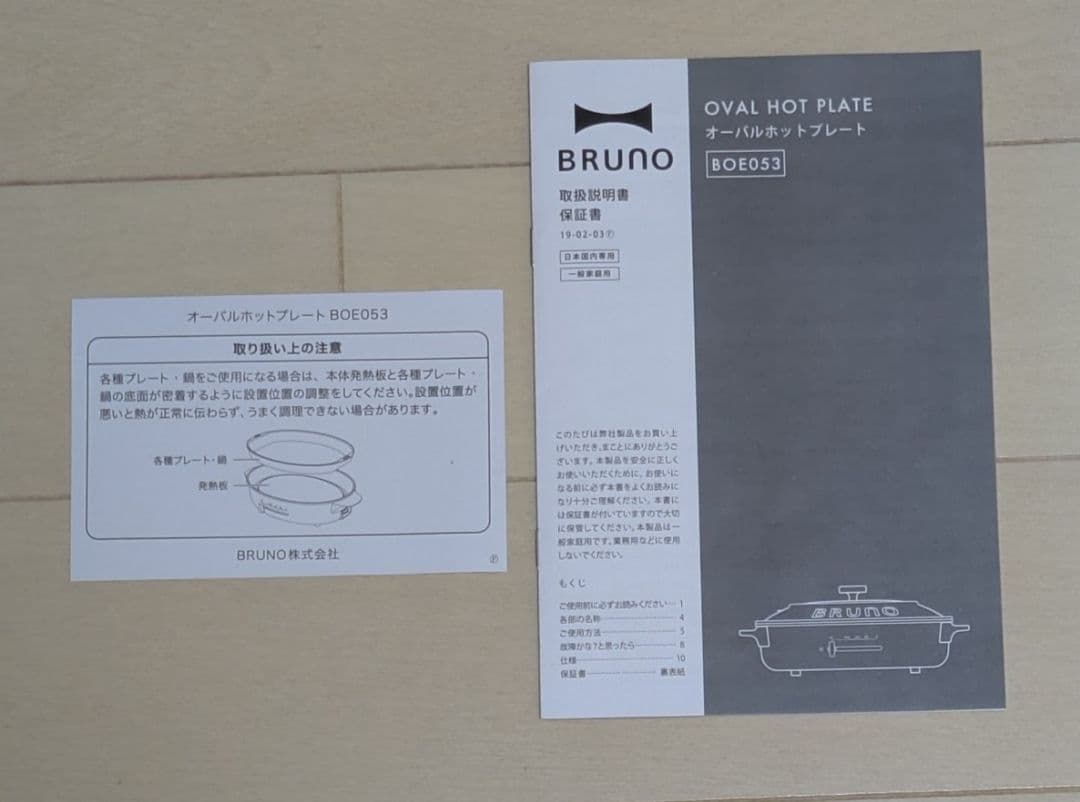 オーバルホットプレート BOE053
取り扱い上の注意
各種プレート・鍋をご使用になる場合は、本体発熱板と各種プレート・
鍋の底面が密着するように設置位置の調整をしてください。設置位置が
悪いと熱が正常に伝わらず、うまく調理できない場合があります。
各種プレート・鍋
発熱板
BRUNO株式会社
Ⓟ
BRUNO
取扱説明書
保証書
19-02-03Ⓟ
日本国内専用
一般家庭用
このたびは弊社製品をお買い上
げいただき、まことにありがとうご
ざいます。本製品を安全に正しく
お使いいただくために、お使いに
なる前に必ず本書をよくお読みに
なり十分ご理解ください。本書に
は保証書が付いていますので大切
に保管してください。本製品は一
般家庭用です。業務用などに使用
しないでください。
もくじ
ご使用前に必ずお読みください… 1
各部の名称………………… 4
ご使用方法………………… 5
故障かな?と思ったら………… 8
仕様………………………… 10
保証書……………… 裏表紙
OVAL HOT PLATE
オーバルホットプレート
BOE053
BRUNO